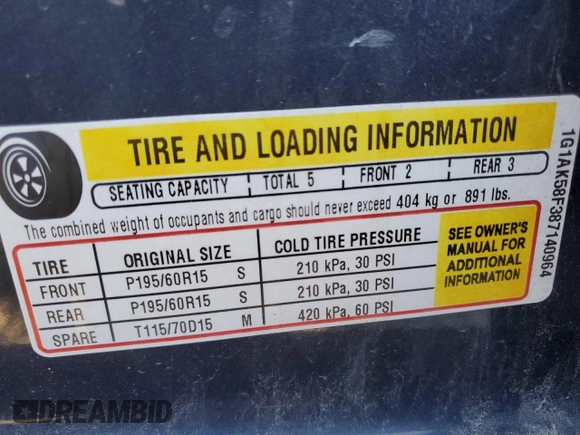 TIRE AND LOADING INFORMATION
SEATING CAPACITY TOTAL 5 FRONT 2 REAR 3
The combined weight of occupants and cargo should never exceed 404 kg or 891 lbs.
TIRE ORIGINAL SIZE COLD TIRE PRESSURE
FRONT P195/60R15 S 210 kPa, 30 PSI
REAR P195/60R15 S 210 kPa, 30 PSI
SPARE T115/70D15 M 420 kPa, 60 PSI
SEE OWNER'S
MANUAL FOR
ADDITIONAL
INFORMATION
1G1AK58F387140964
DREAMBID